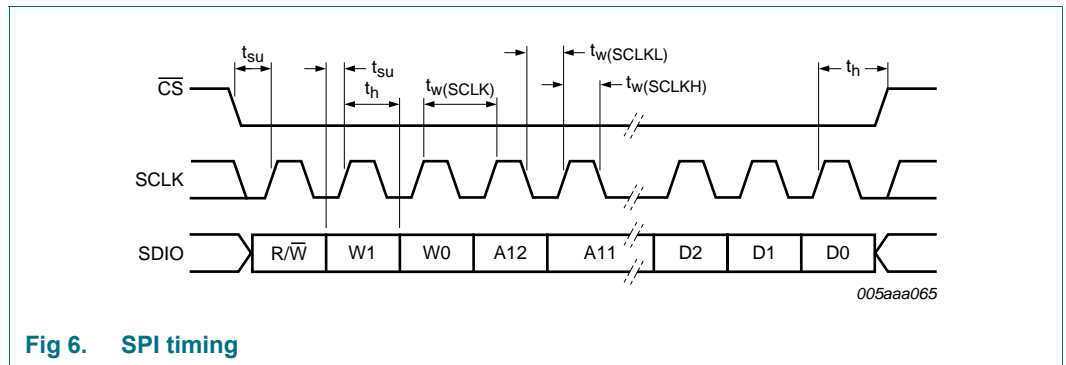 tsu
tsu
th
tw(SCLK)
tw(SCLKL)
tw(SCLKH)
th
CS
SCLK
SDIO
R/W
W1
W0
A12
A11
D2
D1
D0
005aaa065
Fig 6. SPI timing